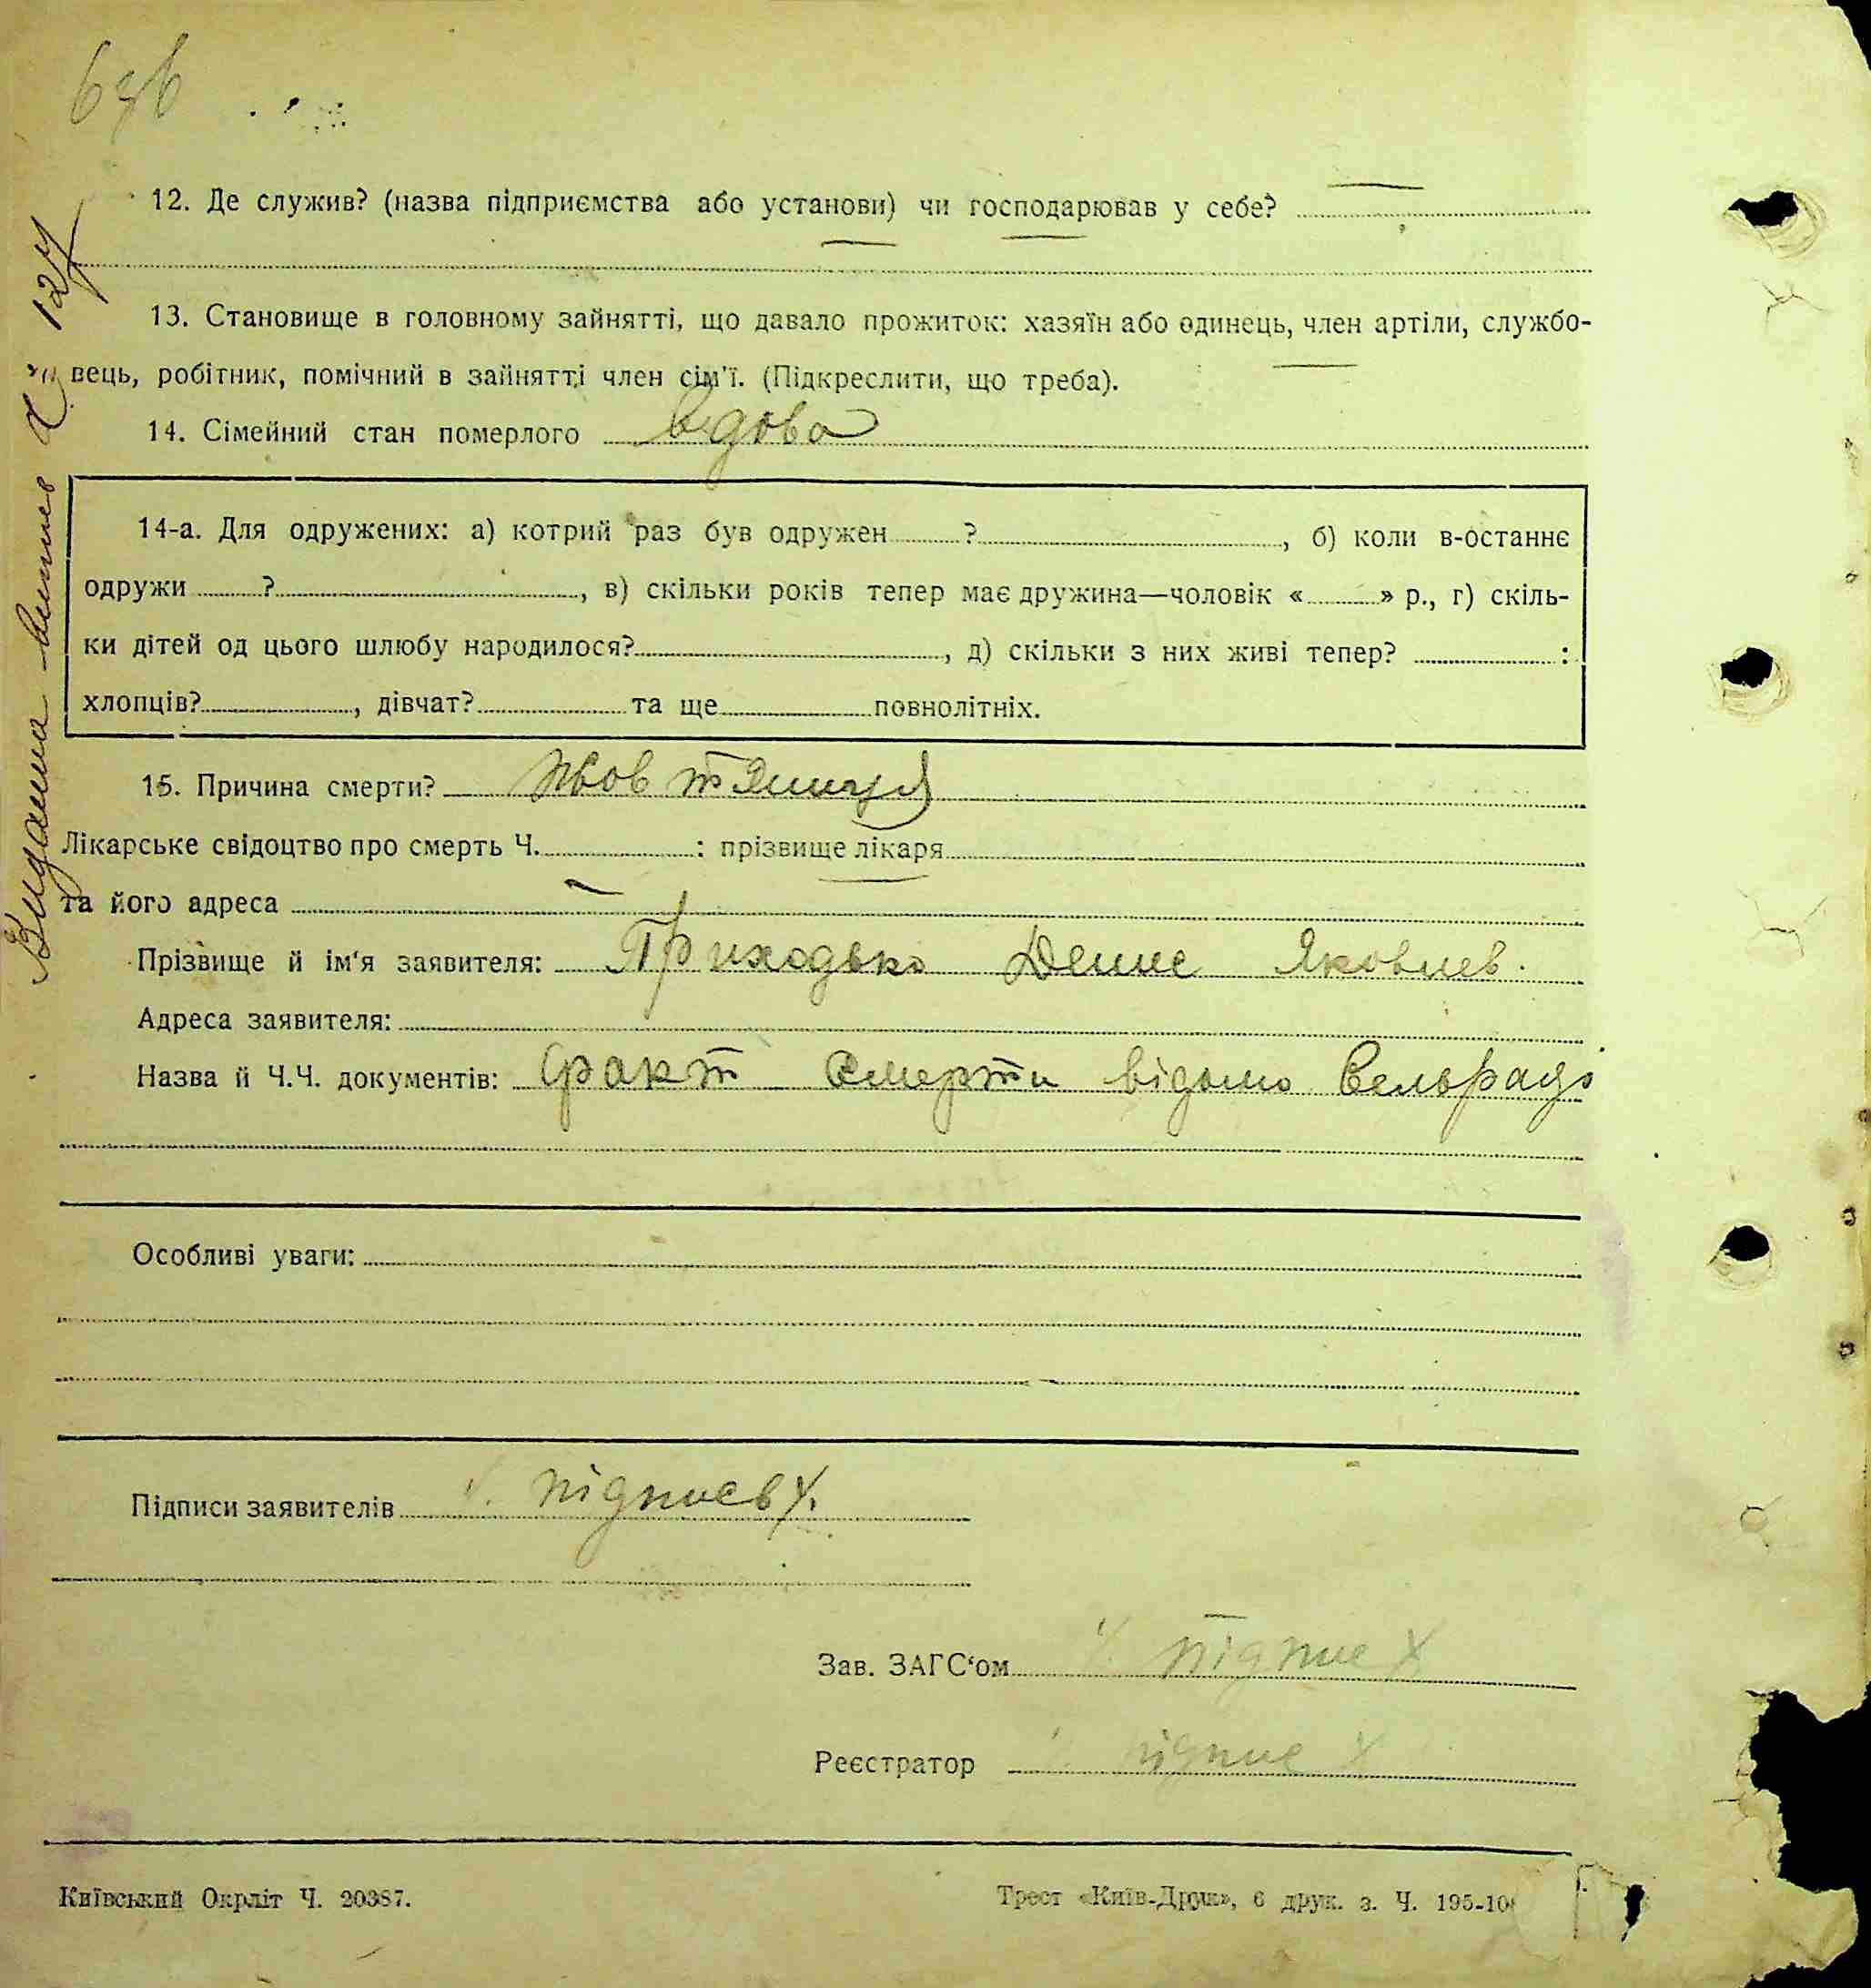 12. Де служив? (назва підприємства або установи) чи господарював у себе?
13. Становище в головному зайнятті, що давало прожиток: хазяїн або одинець, член артіли, службо-
вець, робітник, помічний в зайнятті член сім'ї. (Підкреслити, що треба).
14. Сімейний стан померлого вдова
14-а. Для одружених: а) котрий раз був одружен ?, б) коли в-останнє
одружи ?, в) скільки років тепер має дружина—чоловік « » р., г) скіль-
ки дітей од цього шлюбу народилося?, д) скільки з них живі тепер? :
хлопців?, дівчат? та ще повнолітніх.
15. Причина смерти?
Лікарське свідоцтво про смерть Ч. : прізвище лікаря
та його адреса
Прізвище й ім'я заявителя: Приходько Денис Яковлев.
Адреса заявителя:
Назва й Ч.Ч. документів: факт смерти відомо
Особливі уваги:
Підписи заявителів
Зав. ЗАГС'ом підпис
Реєстратор підпис
Київський Окрліт Ч. 20387.
Трест «Київ-Друк», 6 друк. з. Ч. 195-10